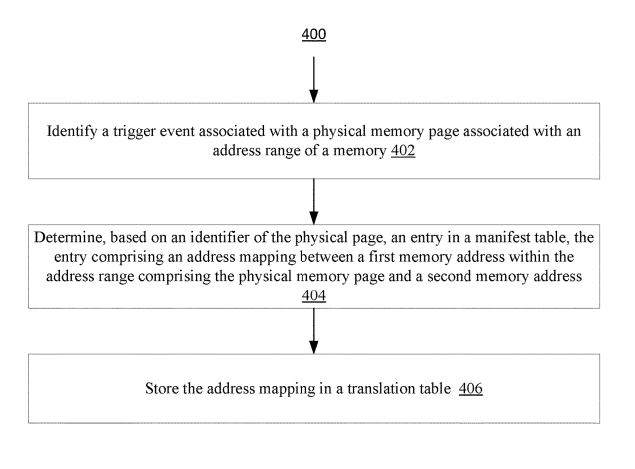 400
Identify a trigger event associated with a physical memory page associated with an
address range of a memory 402
Determine, based on an identifier of the physical page, an entry in a manifest table, the
entry comprising an address mapping between a first memory address within the
address range comprising the physical memory page and a second memory address
404
Store the address mapping in a translation table 406